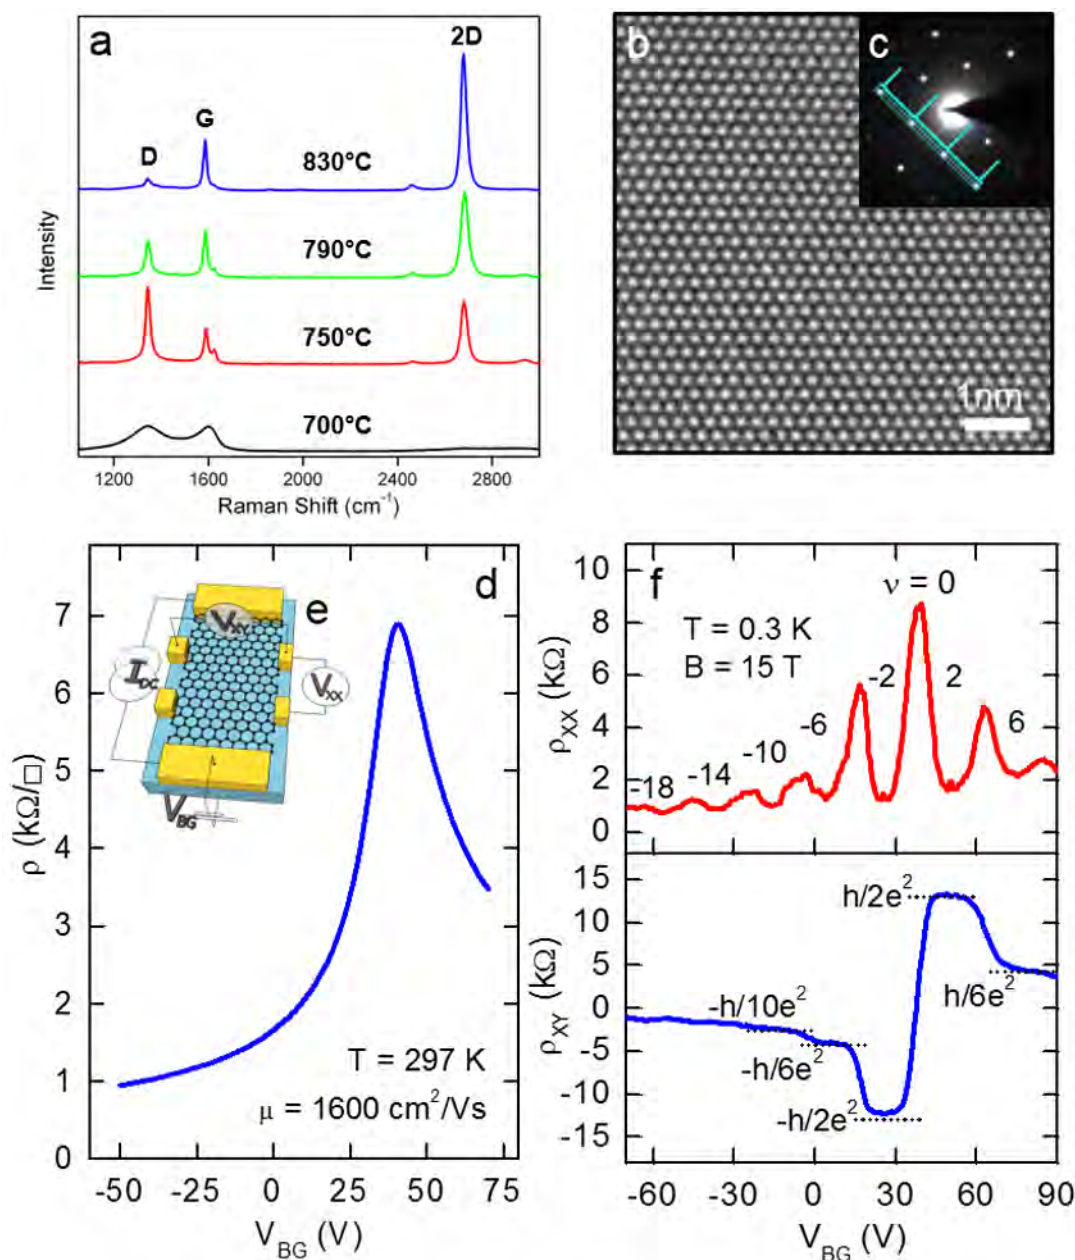 a
2D
G
D
830°C
790°C
750°C
700°C
Intensity
1200 1600 2000 2400 2800
Raman Shift (cm⁻¹)
b
c
1nm
d
e
V_XY
I_DC
V_XX
V_BG
7
6
5
4
3
2
1
0
ρ (kΩ/□)
T = 297 K
μ = 1600 cm²/Vs
-50 -25 0 25 50 75
V_BG (V)
f
ν = 0
T = 0.3 K
B = 15 T
-2
2
-6
6
-10
-14
-18
10
8
6
4
2
0
ρ_XX (kΩ)
15
10
5
0
-5
-10
-15
ρ_XY (kΩ)
h/2e²
h/6e²
-h/10e²
-h/6e²
-h/2e²
-60 -30 0 30 60 90
V_BG (V)